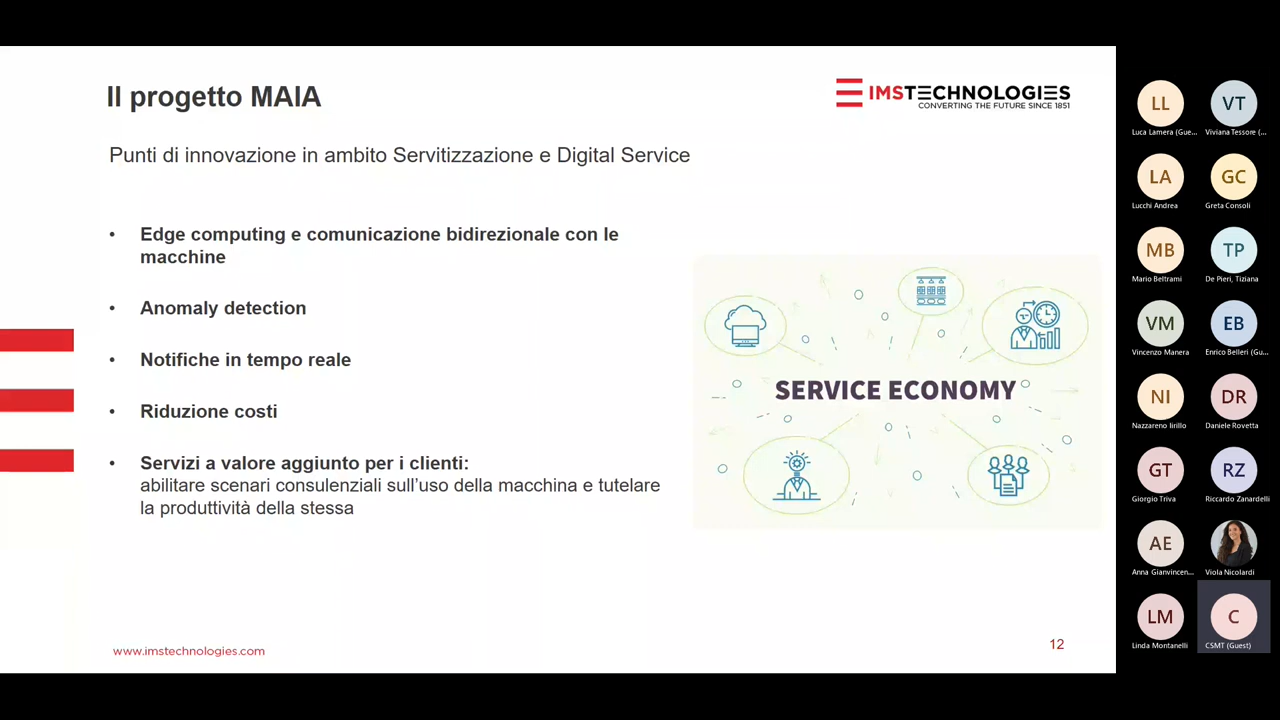 Il progetto MAIA
IMSTECHNOLOGIES
CONVERTING THE FUTURE SINCE 1851
Punti di innovazione in ambito Servitizzazione e Digital Service
• Edge computing e comunicazione bidirezionale con le
macchine
• Anomaly detection
• Notifiche in tempo reale
• Riduzione costi
• Servizi a valore aggiunto per i clienti:
abilitare scenari consulenziali sull'uso della macchina e tutelare
la produttività della stessa
SERVICE ECONOMY
www.imstechnologies.com
12
LL
VT
Luca Lamera (Gue...
Viviana Tessore (...
LA
GC
Lucchi Andrea
Greta Consoli
MB
TP
Mario Beltrami
De Pieri, Tiziana
VM
EB
Vincenzo Manera
Enrico Belleri (Gu...
NI
DR
Nazzareno Iirillo
Daniele Rovetta
GT
RZ
Giorgio Triva
Riccardo Zanardelli
AE
Anna Gianvincen...
Viola Nicolardi
LM
C
Linda Montanelli
CSMT (Guest)